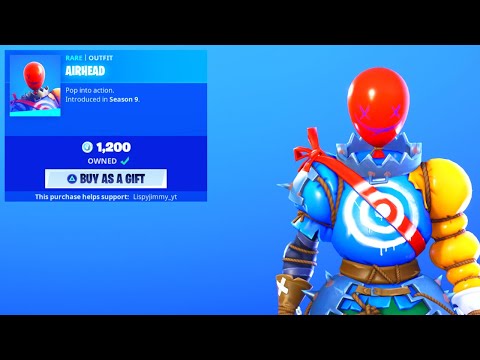 RARE | OUTFIT
AIRHEAD
Pop into action.
Introduced in Season 9.
1,200
OWNED
BUY AS A GIFT
This purchase helps support: Lispyjimmy_yt